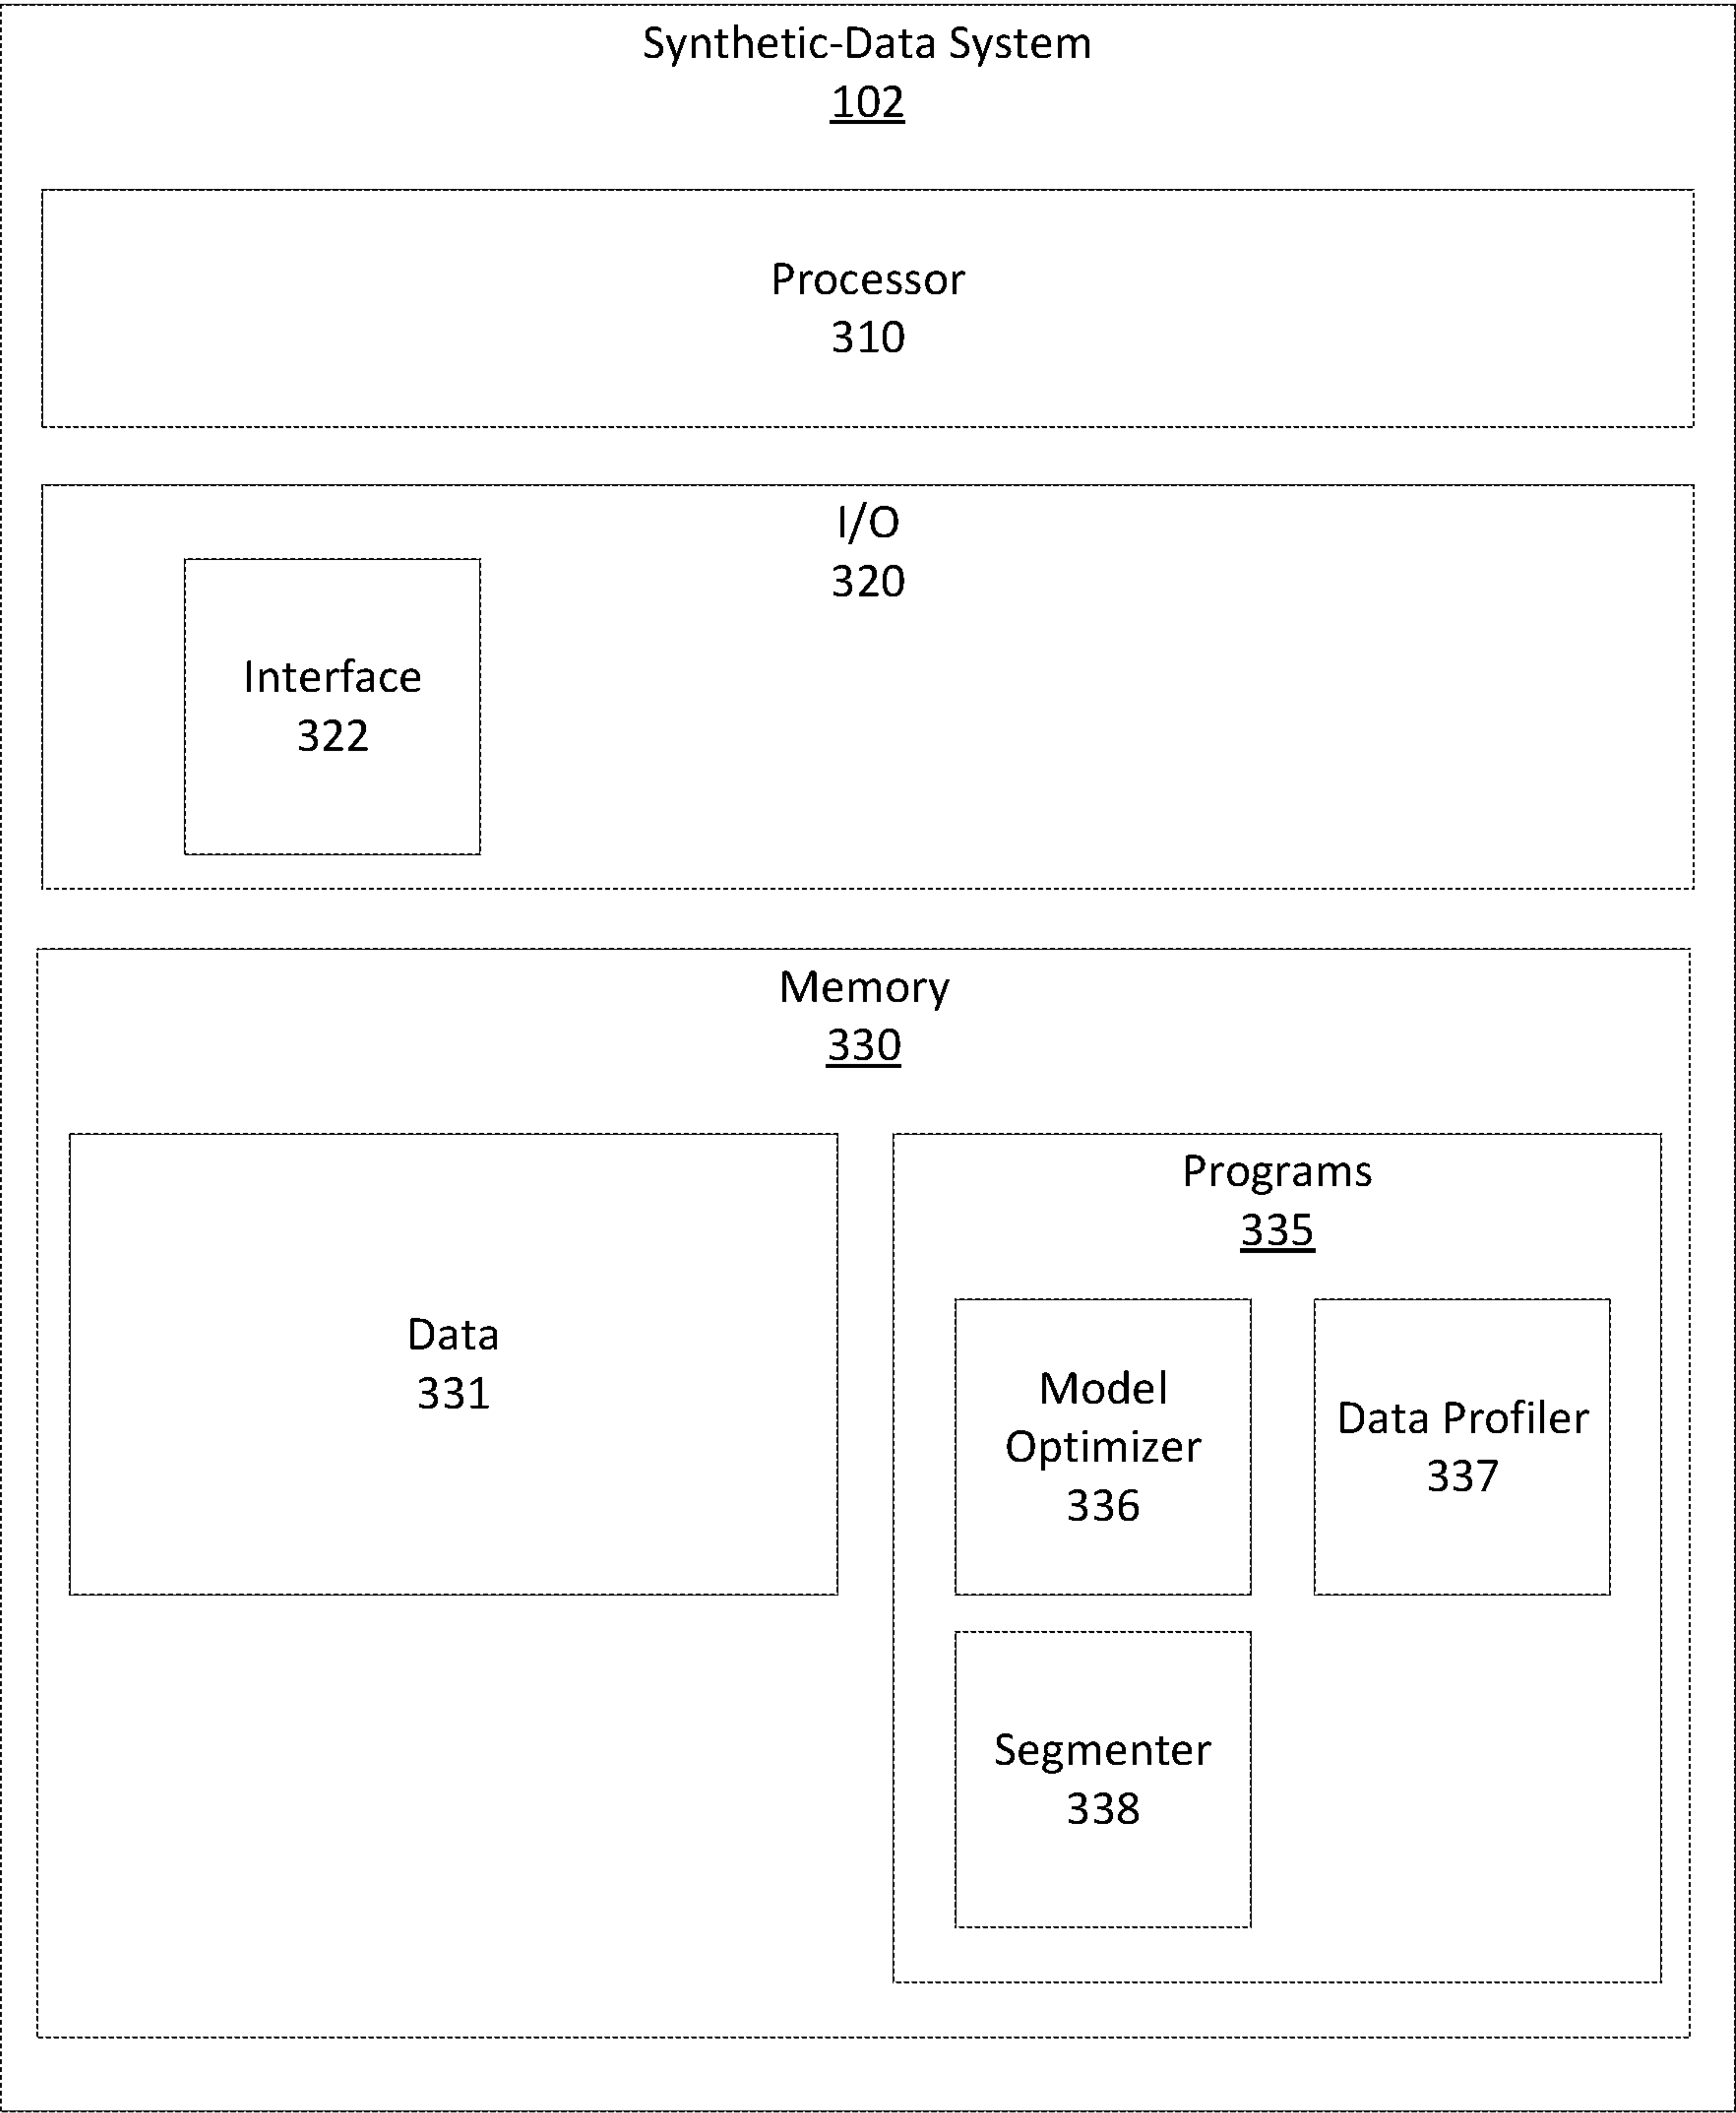 Synthetic-Data System
102
Processor
310
I/O
320
Interface
322
Memory
330
Data
331
Programs
335
Model
Optimizer
336
Data Profiler
337
Segmenter
338